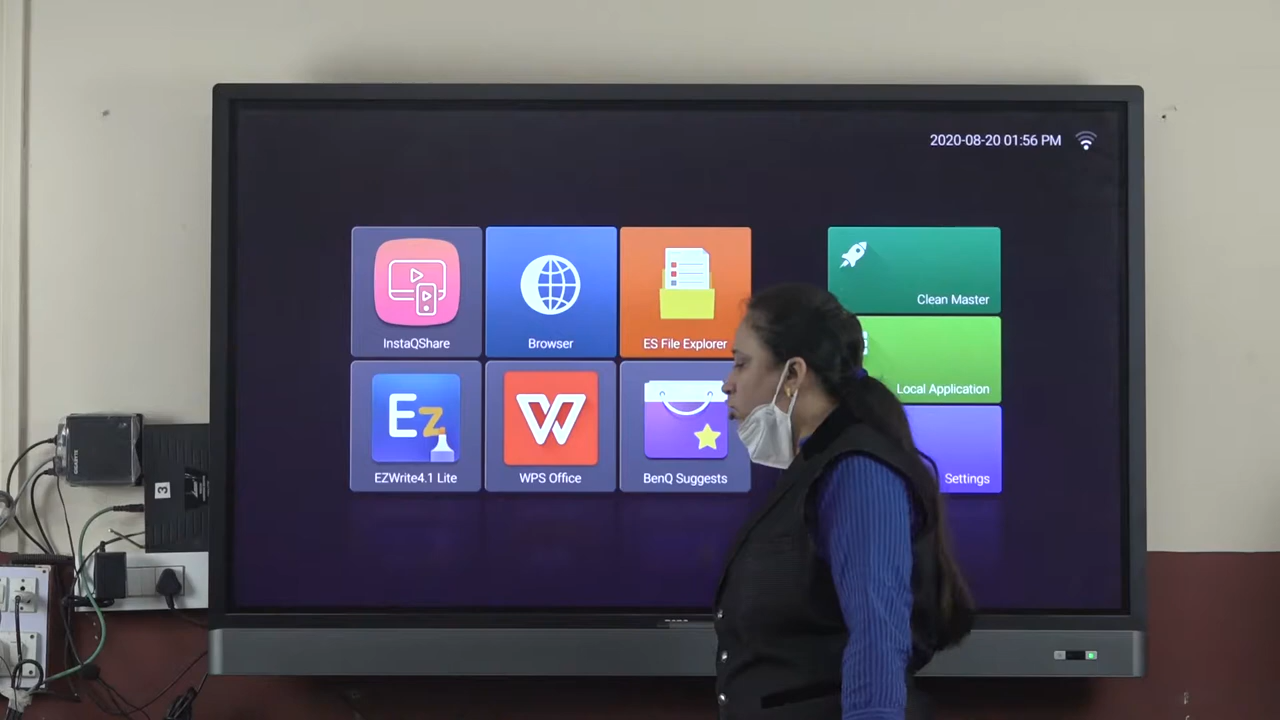 2020-08-20 01:56 PM
InstaQShare
Browser
ES File Explorer
Clean Master
Local Application
Ez
EZWrite4.1 Lite
W
WPS Office
BenQ Suggests
Settings
3